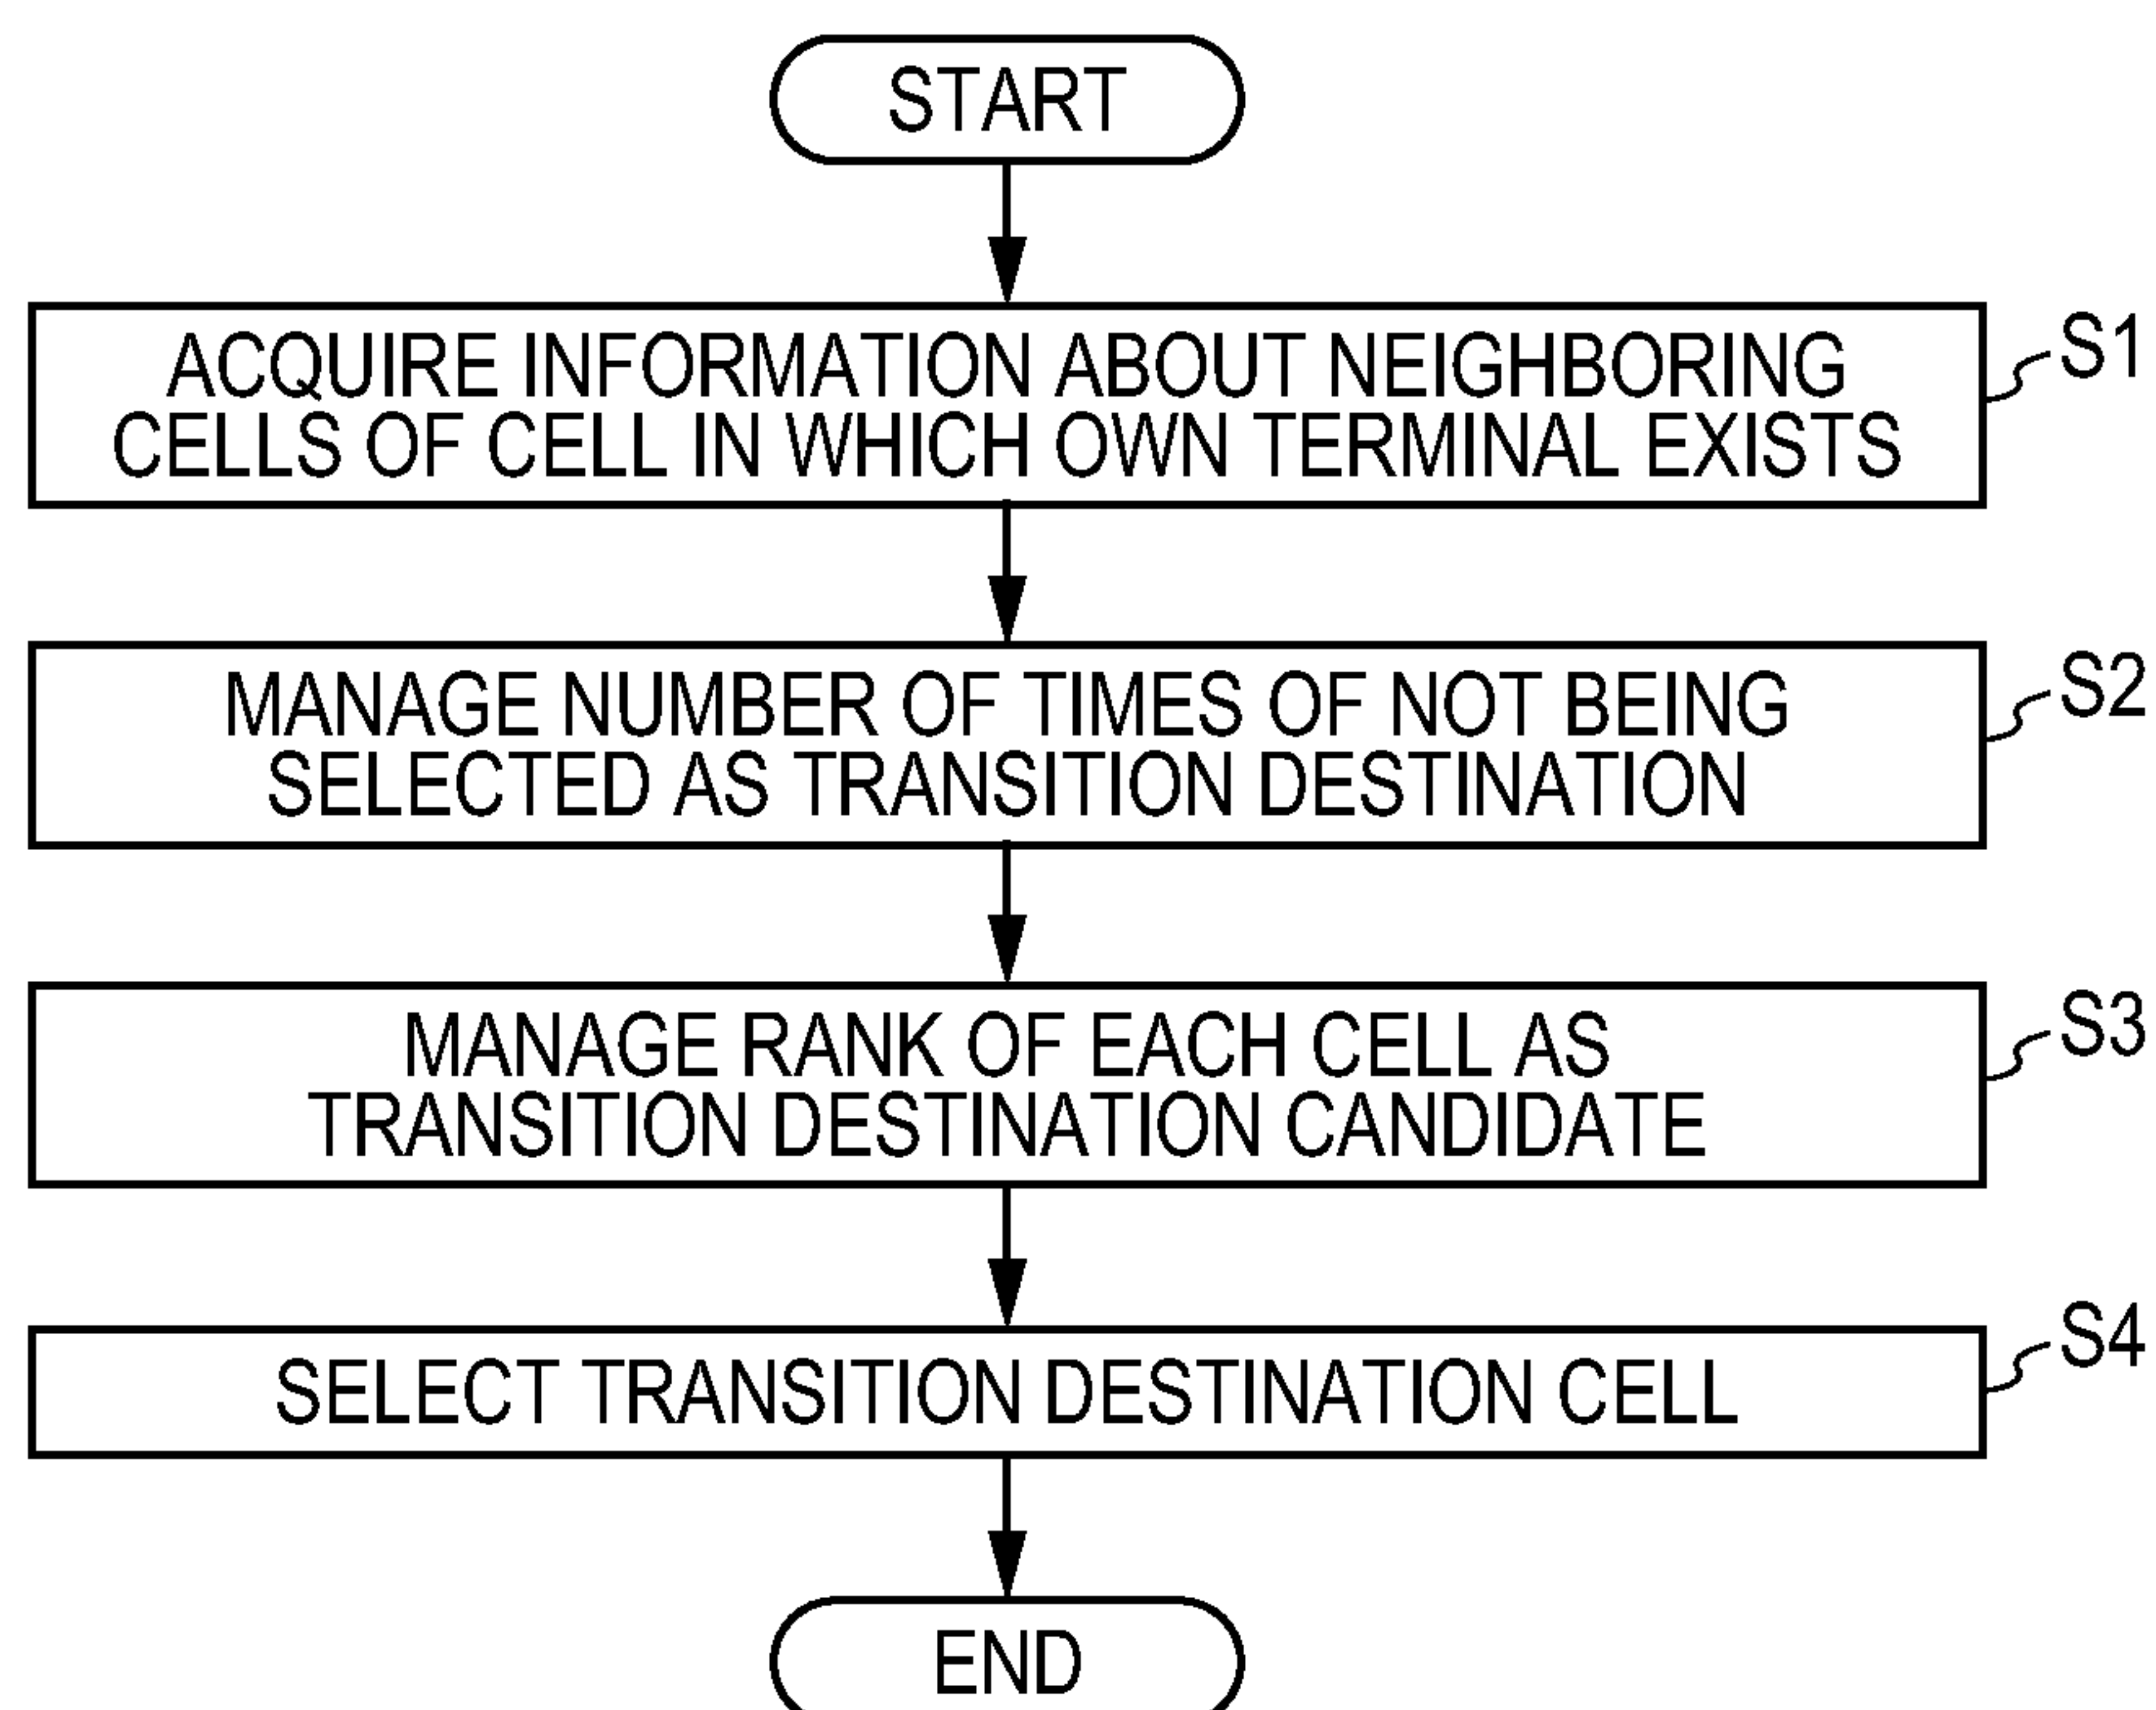 START
ACQUIRE INFORMATION ABOUT NEIGHBORING
CELLS OF CELL IN WHICH OWN TERMINAL EXISTS
S1
MANAGE NUMBER OF TIMES OF NOT BEING
SELECTED AS TRANSITION DESTINATION
S2
MANAGE RANK OF EACH CELL AS
TRANSITION DESTINATION CANDIDATE
S3
SELECT TRANSITION DESTINATION CELL
S4
END